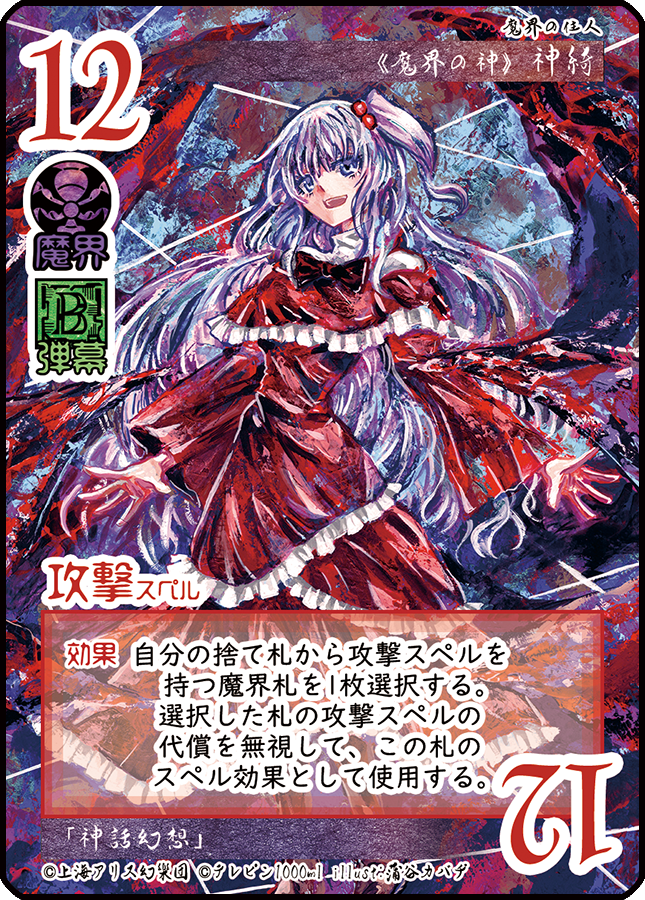 12
魔界の住人
《魔界の神》 神綺
魔界
B
弾幕
攻撃スペル
効果 自分の捨て札から攻撃スペルを
持つ魔界札を1枚選択する。
選択した札の攻撃スペルの
代償を無視して、この札の
スペル効果として使用する。
12
「神話幻想」
©上海アリス幻樂団 ©テレピン1000ml illust:蒲谷カバヂ